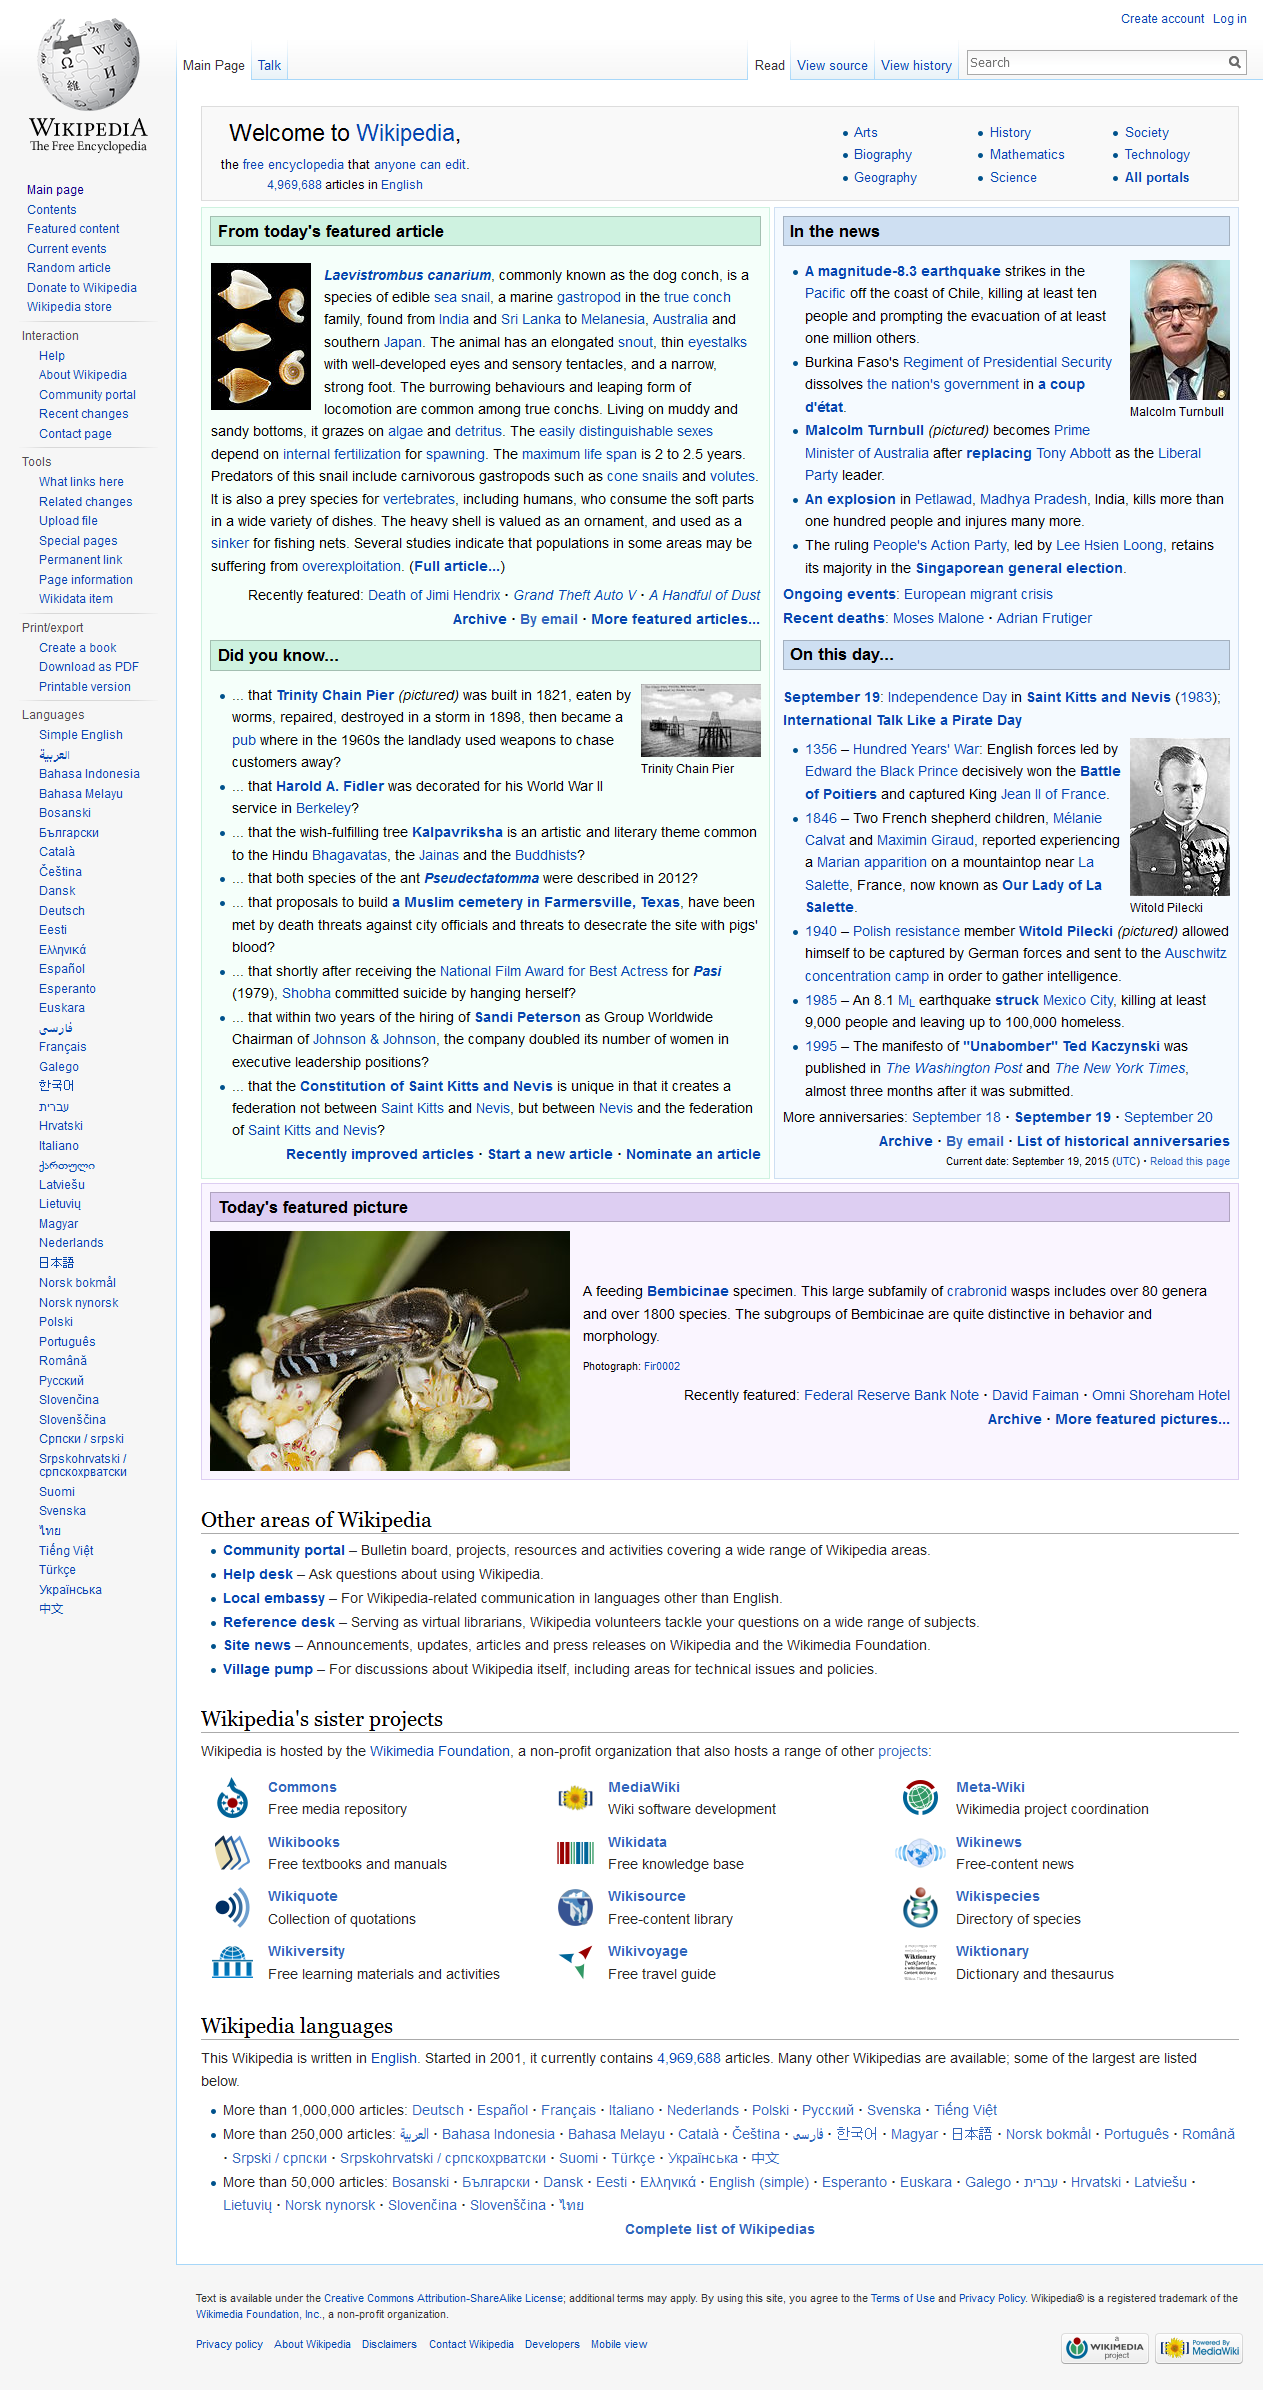 Create account Log in
Main Page Talk Read View source View history Search
WIKIPEDIA
The Free Encyclopedia
Main page
Contents
Featured content
Current events
Random article
Donate to Wikipedia
Wikipedia store
Interaction
Help
About Wikipedia
Community portal
Recent changes
Contact page
Tools
What links here
Related changes
Upload file
Special pages
Permanent link
Page information
Wikidata item
Print/export
Create a book
Download as PDF
Printable version
Languages
Simple English
العربية
Bahasa Indonesia
Bahasa Melayu
Bosanski
Български
Català
Čeština
Dansk
Deutsch
Eesti
Ελληνικά
Español
Esperanto
Euskara
فارسی
Français
Galego
한국어
עברית
Hrvatski
Italiano
ქართული
Latviešu
Lietuvių
Magyar
Nederlands
日本語
Norsk bokmål
Norsk nynorsk
Polski
Português
Română
Русский
Slovenčina
Slovenščina
Српски / srpski
Srpskohrvatski /
српскохрватски
Suomi
Svenska
ไทย
Tiếng Việt
Türkçe
Українська
中文
Welcome to Wikipedia,
the free encyclopedia that anyone can edit.
4,969,688 articles in English
Arts
Biography
Geography
History
Mathematics
Science
Society
Technology
All portals
From today's featured article
Laevistrombus canarium, commonly known as the dog conch, is a
species of edible sea snail, a marine gastropod in the true conch
family, found from India and Sri Lanka to Melanesia, Australia and
southern Japan. The animal has an elongated snout, thin eyestalks
with well-developed eyes and sensory tentacles, and a narrow,
strong foot. The burrowing behaviours and leaping form of
locomotion are common among true conchs. Living on muddy and
sandy bottoms, it grazes on algae and detritus. The easily distinguishable sexes
depend on internal fertilization for spawning. The maximum life span is 2 to 2.5 years.
Predators of this snail include carnivorous gastropods such as cone snails and volutes.
It is also a prey species for vertebrates, including humans, who consume the soft parts
in a wide variety of dishes. The heavy shell is valued as an ornament, and used as a
sinker for fishing nets. Several studies indicate that populations in some areas may be
suffering from overexploitation. (Full article...)
Recently featured: Death of Jimi Hendrix · Grand Theft Auto V · A Handful of Dust
Archive · By email · More featured articles...
Did you know...
... that Trinity Chain Pier (pictured) was built in 1821, eaten by
worms, repaired, destroyed in a storm in 1898, then became a
pub where in the 1960s the landlady used weapons to chase
customers away?
Trinity Chain Pier
... that Harold A. Fidler was decorated for his World War II
service in Berkeley?
... that the wish-fulfilling tree Kalpavriksha is an artistic and literary theme common
to the Hindu Bhagavatas, the Jainas and the Buddhists?
... that both species of the ant Pseudectatomma were described in 2012?
... that proposals to build a Muslim cemetery in Farmersville, Texas, have been
met by death threats against city officials and threats to desecrate the site with pigs'
blood?
... that shortly after receiving the National Film Award for Best Actress for Pasi
(1979), Shobha committed suicide by hanging herself?
... that within two years of the hiring of Sandi Peterson as Group Worldwide
Chairman of Johnson & Johnson, the company doubled its number of women in
executive leadership positions?
... that the Constitution of Saint Kitts and Nevis is unique in that it creates a
federation not between Saint Kitts and Nevis, but between Nevis and the federation
of Saint Kitts and Nevis?
Recently improved articles · Start a new article · Nominate an article
In the news
A magnitude-8.3 earthquake strikes in the
Pacific off the coast of Chile, killing at least ten
people and prompting the evacuation of at least
one million others.
Burkina Faso's Regiment of Presidential Security
dissolves the nation's government in a coup
d'état.
Malcolm Turnbull
Malcolm Turnbull (pictured) becomes Prime
Minister of Australia after replacing Tony Abbott as the Liberal
Party leader.
An explosion in Petlawad, Madhya Pradesh, India, kills more than
one hundred people and injures many more.
The ruling People's Action Party, led by Lee Hsien Loong, retains
its majority in the Singaporean general election.
Ongoing events: European migrant crisis
Recent deaths: Moses Malone · Adrian Frutiger
On this day...
September 19: Independence Day in Saint Kitts and Nevis (1983);
International Talk Like a Pirate Day
1356 – Hundred Years' War: English forces led by
Edward the Black Prince decisively won the Battle
of Poitiers and captured King Jean II of France.
1846 – Two French shepherd children, Mélanie
Calvat and Maximin Giraud, reported experiencing
a Marian apparition on a mountaintop near La
Salette, France, now known as Our Lady of La
Salette.
Witold Pilecki
1940 – Polish resistance member Witold Pilecki (pictured) allowed
himself to be captured by German forces and sent to the Auschwitz
concentration camp in order to gather intelligence.
1985 – An 8.1 ML earthquake struck Mexico City, killing at least
9,000 people and leaving up to 100,000 homeless.
1995 – The manifesto of "Unabomber" Ted Kaczynski was
published in The Washington Post and The New York Times,
almost three months after it was submitted.
More anniversaries: September 18 · September 19 · September 20
Archive · By email · List of historical anniversaries
Current date: September 19, 2015 (UTC) · Reload this page
Today's featured picture
A feeding Bembicinae specimen. This large subfamily of crabronid wasps includes over 80 genera
and over 1800 species. The subgroups of Bembicinae are quite distinctive in behavior and
morphology.
Photograph: Fir0002
Recently featured: Federal Reserve Bank Note · David Faiman · Omni Shoreham Hotel
Archive · More featured pictures...
Other areas of Wikipedia
Community portal – Bulletin board, projects, resources and activities covering a wide range of Wikipedia areas.
Help desk – Ask questions about using Wikipedia.
Local embassy – For Wikipedia-related communication in languages other than English.
Reference desk – Serving as virtual librarians, Wikipedia volunteers tackle your questions on a wide range of subjects.
Site news – Announcements, updates, articles and press releases on Wikipedia and the Wikimedia Foundation.
Village pump – For discussions about Wikipedia itself, including areas for technical issues and policies.
Wikipedia's sister projects
Wikipedia is hosted by the Wikimedia Foundation, a non-profit organization that also hosts a range of other projects:
Commons
Free media repository
MediaWiki
Wiki software development
Meta-Wiki
Wikimedia project coordination
Wikibooks
Free textbooks and manuals
Wikidata
Free knowledge base
Wikinews
Free-content news
Wikiquote
Collection of quotations
Wikisource
Free-content library
Wikispecies
Directory of species
Wikiversity
Free learning materials and activities
Wikivoyage
Free travel guide
Wiktionary
Wiktionary
Dictionary and thesaurus
Wikipedia languages
This Wikipedia is written in English. Started in 2001, it currently contains 4,969,688 articles. Many other Wikipedias are available; some of the largest are listed
below.
More than 1,000,000 articles: Deutsch · Español · Français · Italiano · Nederlands · Polski · Русский · Svenska · Tiếng Việt
More than 250,000 articles: العربية · Bahasa Indonesia · Bahasa Melayu · Català · Čeština · فارسی · 한국어 · Magyar · 日本語 · Norsk bokmål · Português · Română
· Srpski / српски · Srpskohrvatski / српскохрватски · Suomi · Türkçe · Українська · 中文
More than 50,000 articles: Bosanski · Български · Dansk · Eesti · Ελληνικά · English (simple) · Esperanto · Euskara · Galego · עברית · Hrvatski · Latviešu ·
Lietuvių · Norsk nynorsk · Slovenčina · Slovenščina · ไทย
Complete list of Wikipedias
Text is available under the Creative Commons Attribution-ShareAlike License; additional terms may apply. By using this site, you agree to the Terms of Use and Privacy Policy. Wikipedia® is a registered trademark of the
Wikimedia Foundation, Inc., a non-profit organization.
Privacy policy About Wikipedia Disclaimers Contact Wikipedia Developers Mobile view
a
WIKIMEDIA
project
Powered By
MediaWiki